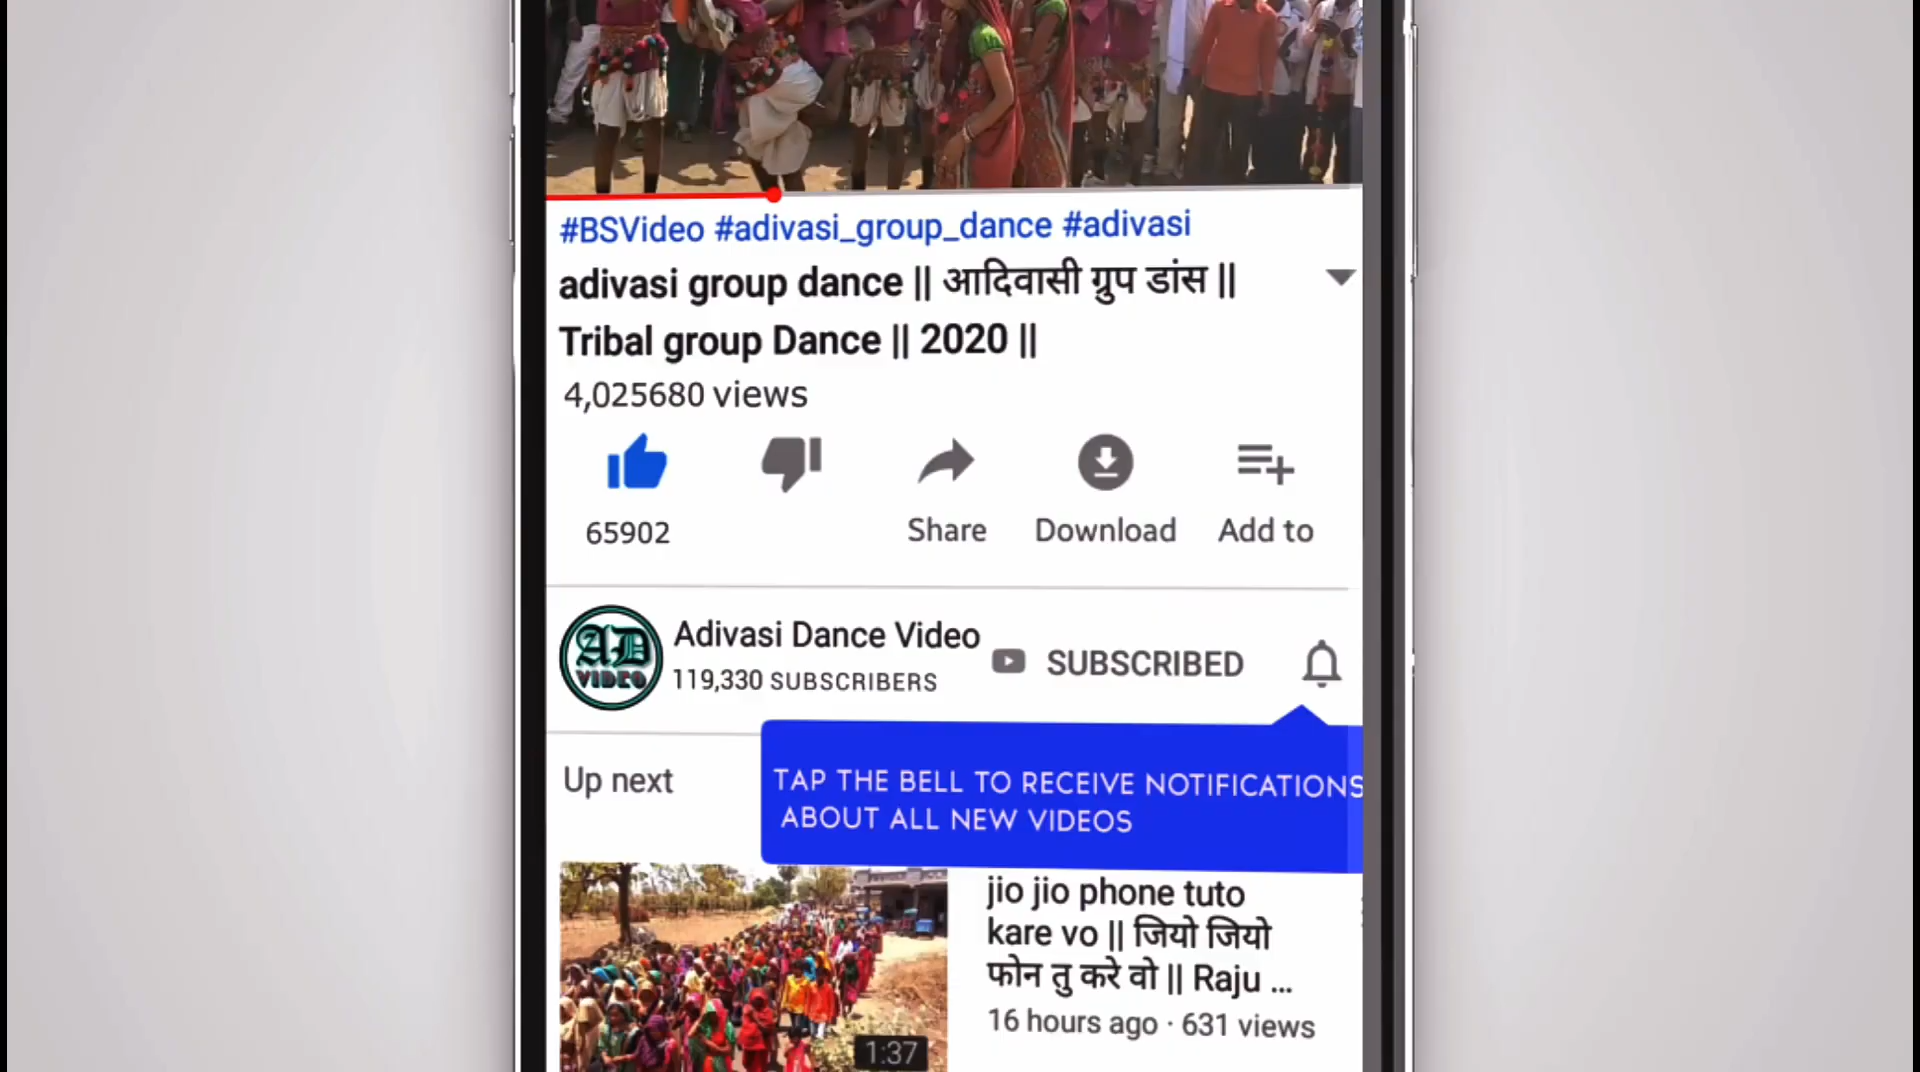 #BSVideo #adivasi_group_dance #adivasi
adivasi group dance || आदिवासी ग्रुप डांस ||
Tribal group Dance || 2020 ||
4,025680 views
65902
Share
Download
Add to
AD
VIDEO
Adivasi Dance Video
119,330 SUBSCRIBERS
SUBSCRIBED
Up next
TAP THE BELL TO RECEIVE NOTIFICATIONS
ABOUT ALL NEW VIDEOS
jio jio phone tuto
kare vo || जियो जियो
फोन तु करे वो || Raju ...
16 hours ago · 631 views
1:37